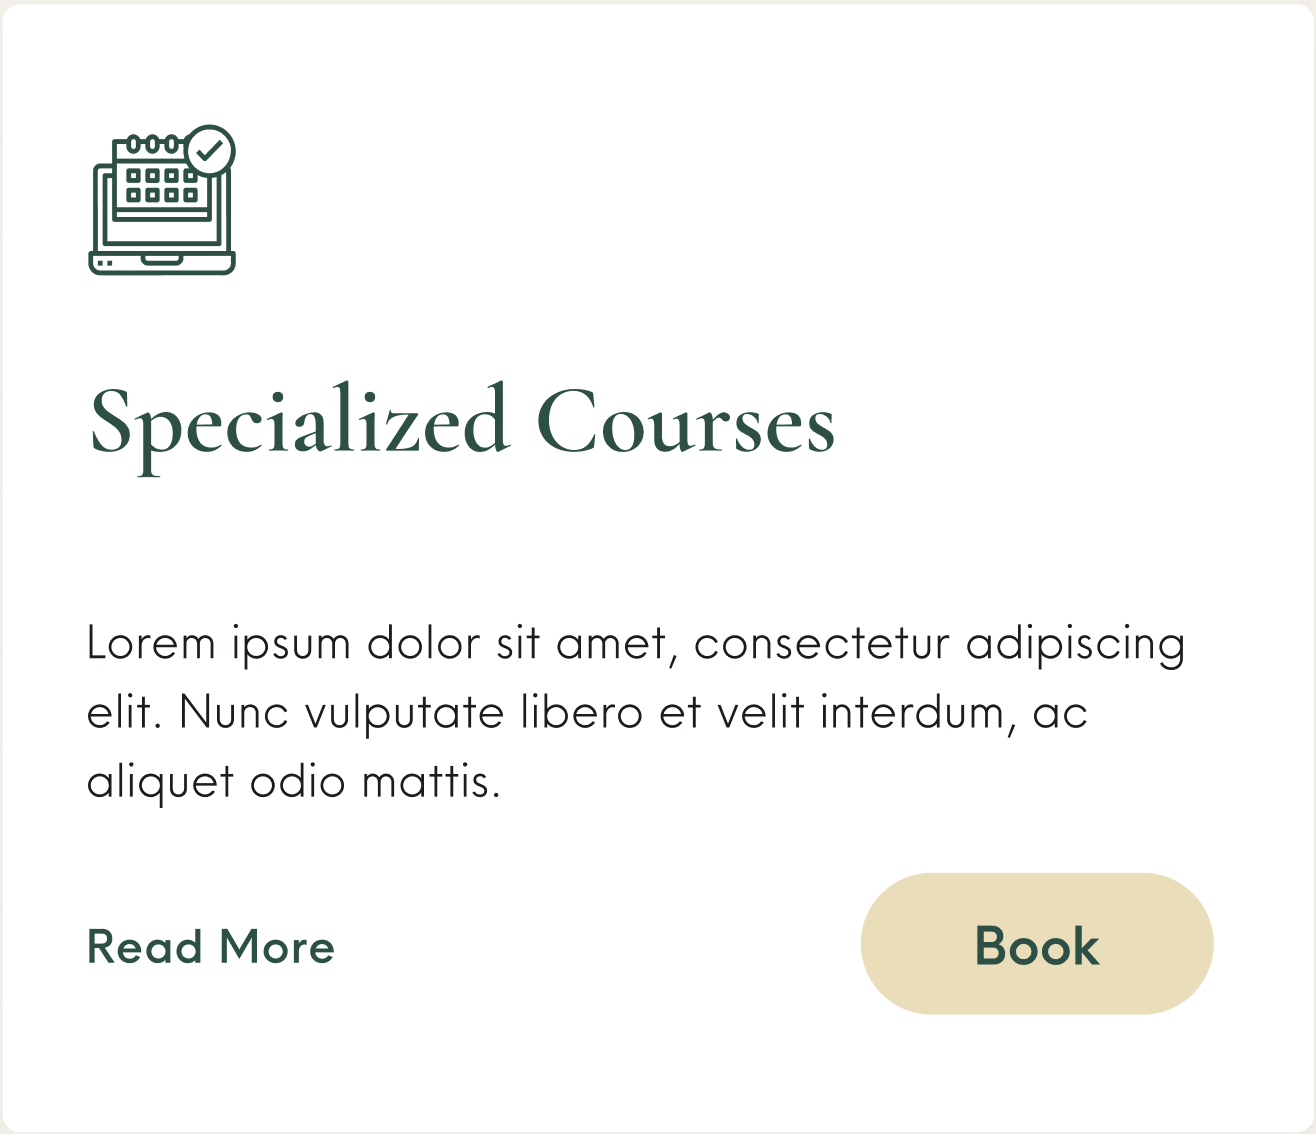 Specialized Courses
Lorem ipsum dolor sit amet, consectetur adipiscing
elit. Nunc vulputate libero et velit interdum, ac
aliquet odio mattis.
Read More
Book